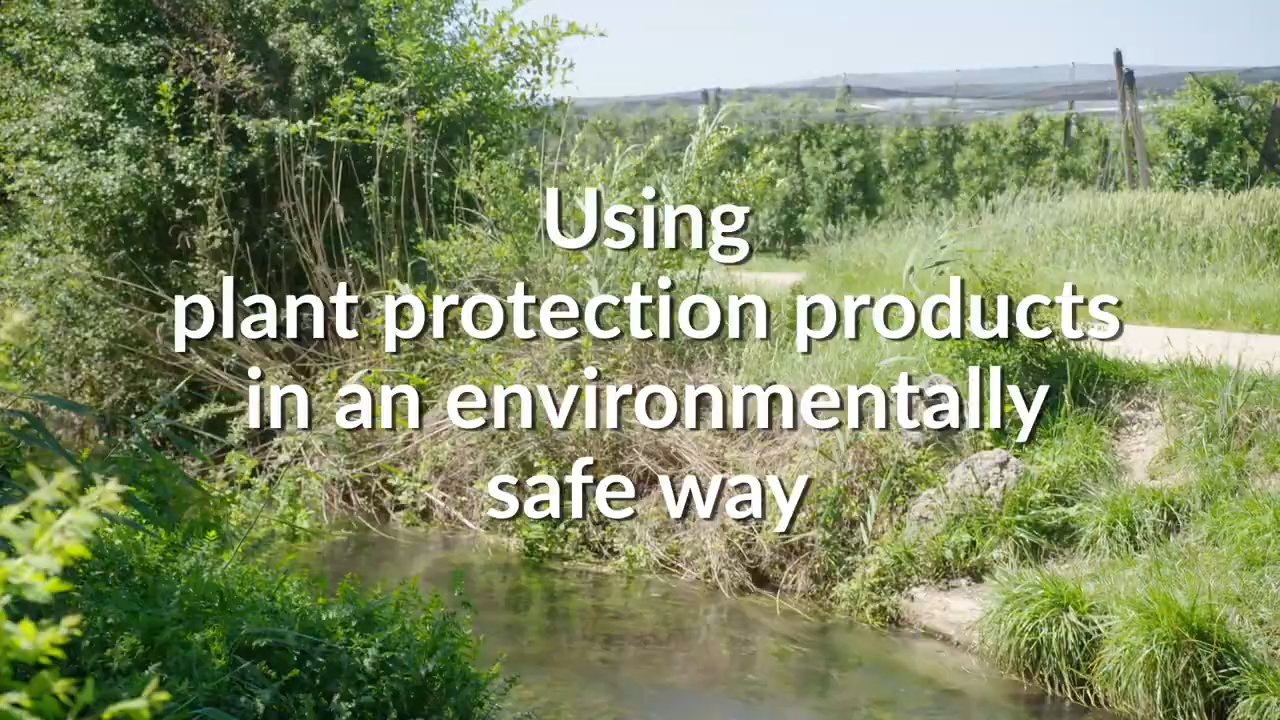 Using
plant protection products
in an environmentally
safe way